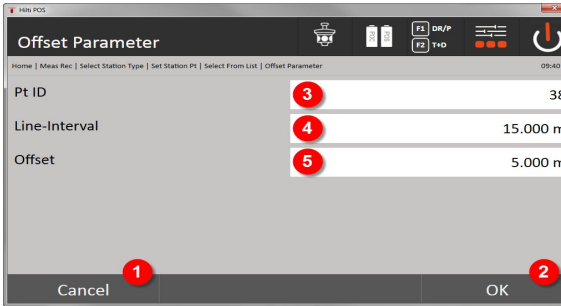 Hilti POS
Offset Parameter
POC POS
F1 DR/P
F2 T+D
Home | Meas Rec | Select Station Type | Set Station Pt | Select From List | Offset Parameter 09:40
Pt ID 3 38
Line-Interval 4 15.000 m
Offset 5 5.000 m
1 2
Cancel OK